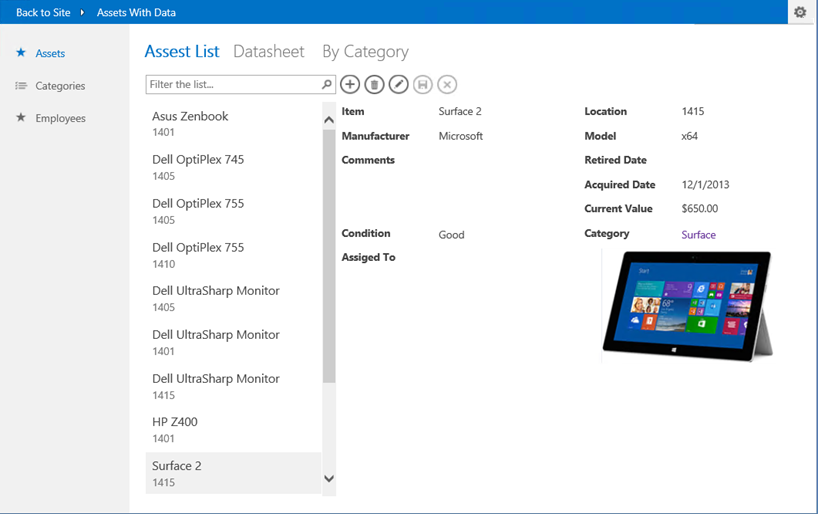 Back to Site
Assets With Data
Assets
Categories
Employees
Assest List
Datasheet
By Category
Filter the list...
Asus Zenbook
1401
Dell OptiPlex 745
1405
Dell OptiPlex 755
1405
Dell OptiPlex 755
1410
Dell UltraSharp Monitor
1405
Dell UltraSharp Monitor
1401
Dell UltraSharp Monitor
1415
HP Z400
1401
Surface 2
1415
Item Surface 2
Manufacturer Microsoft
Comments
Condition Good
Assiged To
Location 1415
Model x64
Retired Date
Acquired Date 12/1/2013
Current Value $650.00
Category Surface
Start